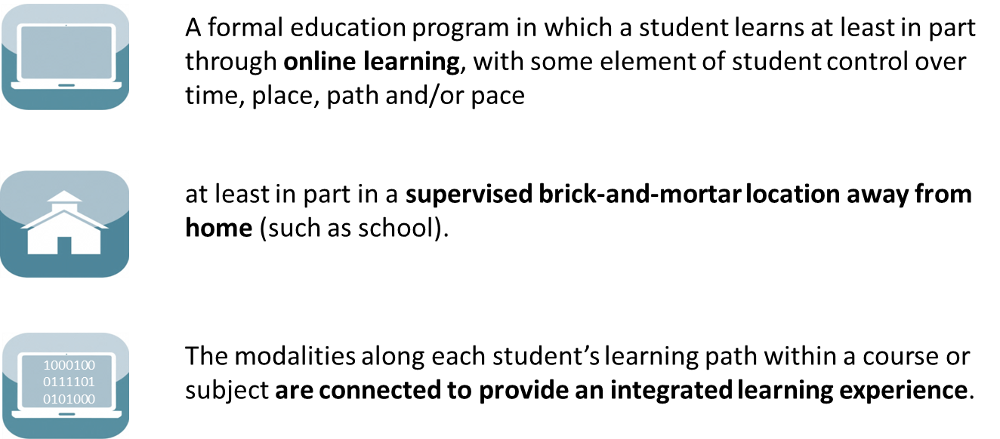 A formal education program in which a student learns at least in part
through online learning, with some element of student control over
time, place, path and/or pace
at least in part in a supervised brick-and-mortar location away from
home (such as school).
1000100
0111101
0101000
The modalities along each student's learning path within a course or
subject are connected to provide an integrated learning experience.